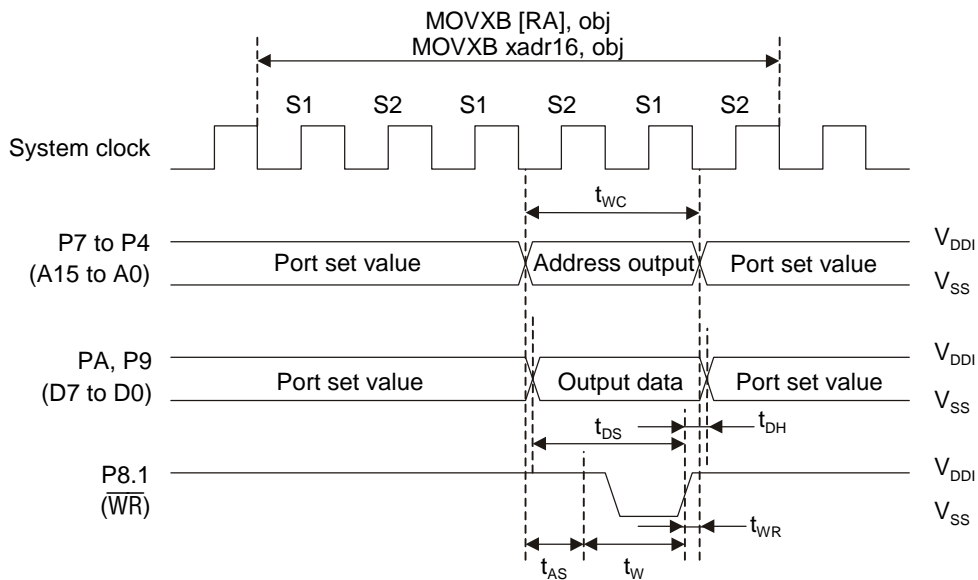 MOVXB [RA], obj
MOVXB xadr16, obj
S1 S2 S1 S2 S1 S2
System clock
tWC
P7 to P4
(A15 to A0)
Port set value Address output Port set value
VDDI
VSS
PA, P9
(D7 to D0)
Port set value Output data Port set value
VDDI
VSS
tDS
tDH
P8.1
(WR)
VDDI
VSS
tWR
tAS
tW